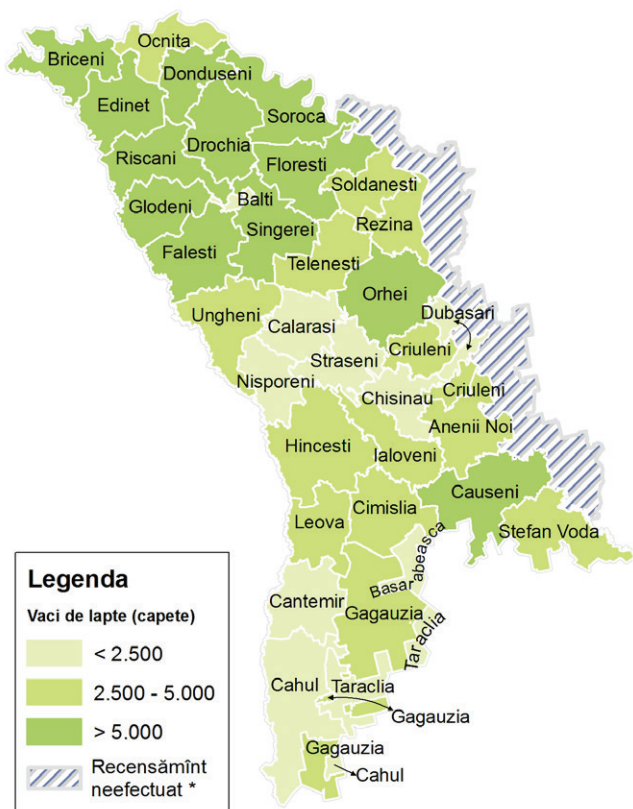 Ocnita
Briceni
Donduseni
Edinet
Soroca
Drochia
Riscani
Floresti
Soldanesti
Balti
Glodeni
Rezina
Singerei
Falesti
Telenesti
Orhei
Ungheni
Dubasari
Calarasi
Criuleni
Straseni
Nisporeni
Chisinau
Criuleni
Anenii Noi
Hincesti
Ialoveni
Causeni
Cimislia
Leova
Stefan Voda
Basarabeasca
Cantemir
Gagauzia
Taraclia
Cahul
Taraclia
Gagauzia
Gagauzia
Cahul
Legenda
Vaci de lapte (capete)
< 2.500
2.500 - 5.000
> 5.000
Recensămînt
neefectuat *